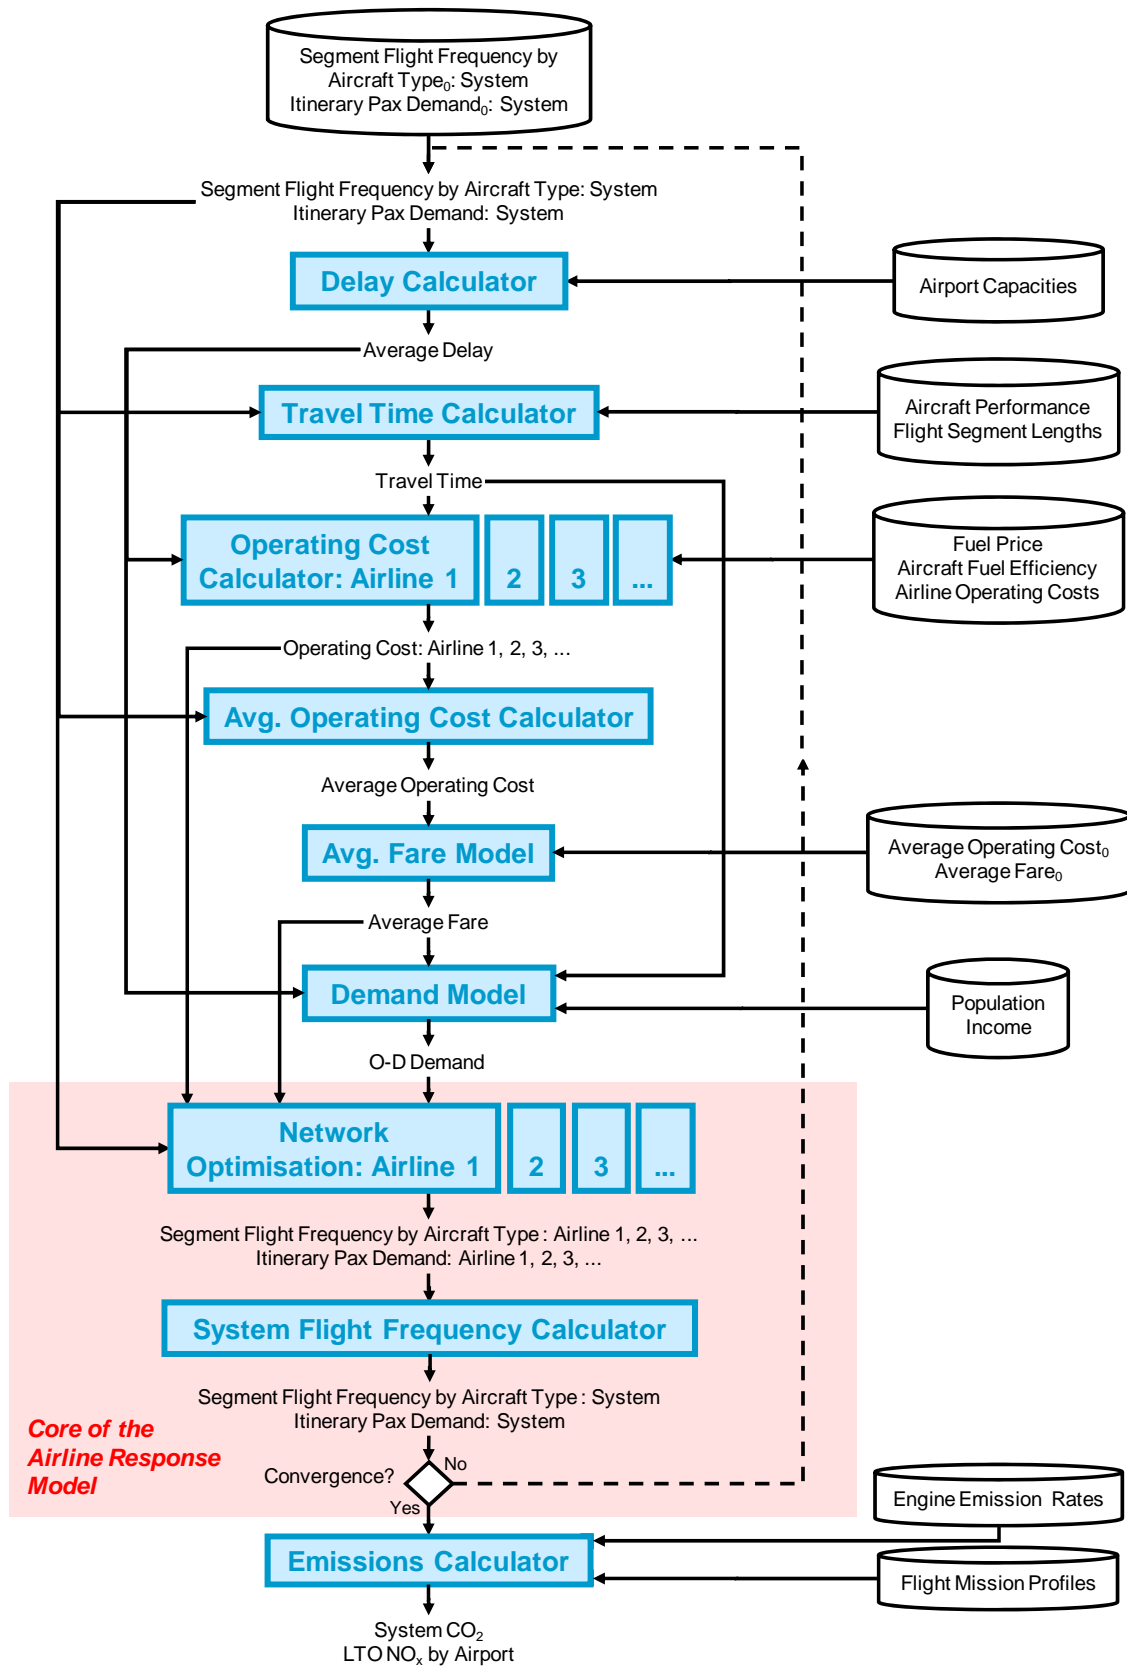 Segment Flight Frequency by
Aircraft Type₀: System
Itinerary Pax Demand₀: System
Segment Flight Frequency by Aircraft Type: System
Itinerary Pax Demand: System
Delay Calculator
Airport Capacities
Average Delay
Travel Time Calculator
Aircraft Performance
Flight Segment Lengths
Travel Time
Operating Cost
Calculator: Airline 1
2
3
...
Fuel Price
Aircraft Fuel Efficiency
Airline Operating Costs
Operating Cost: Airline 1, 2, 3, ...
Avg. Operating Cost Calculator
Average Operating Cost
Avg. Fare Model
Average Operating Cost₀
Average Fare₀
Average Fare
Demand Model
Population
Income
O-D Demand
Network
Optimisation: Airline 1
2
3
...
Segment Flight Frequency by Aircraft Type : Airline 1, 2, 3, ...
Itinerary Pax Demand: Airline 1, 2, 3, ...
System Flight Frequency Calculator
Segment Flight Frequency by Aircraft Type : System
Itinerary Pax Demand: System
Core of the
Airline Response
Model
Convergence?
No
Yes
Engine Emission Rates
Emissions Calculator
Flight Mission Profiles
System CO₂
LTO NOₓ by Airport